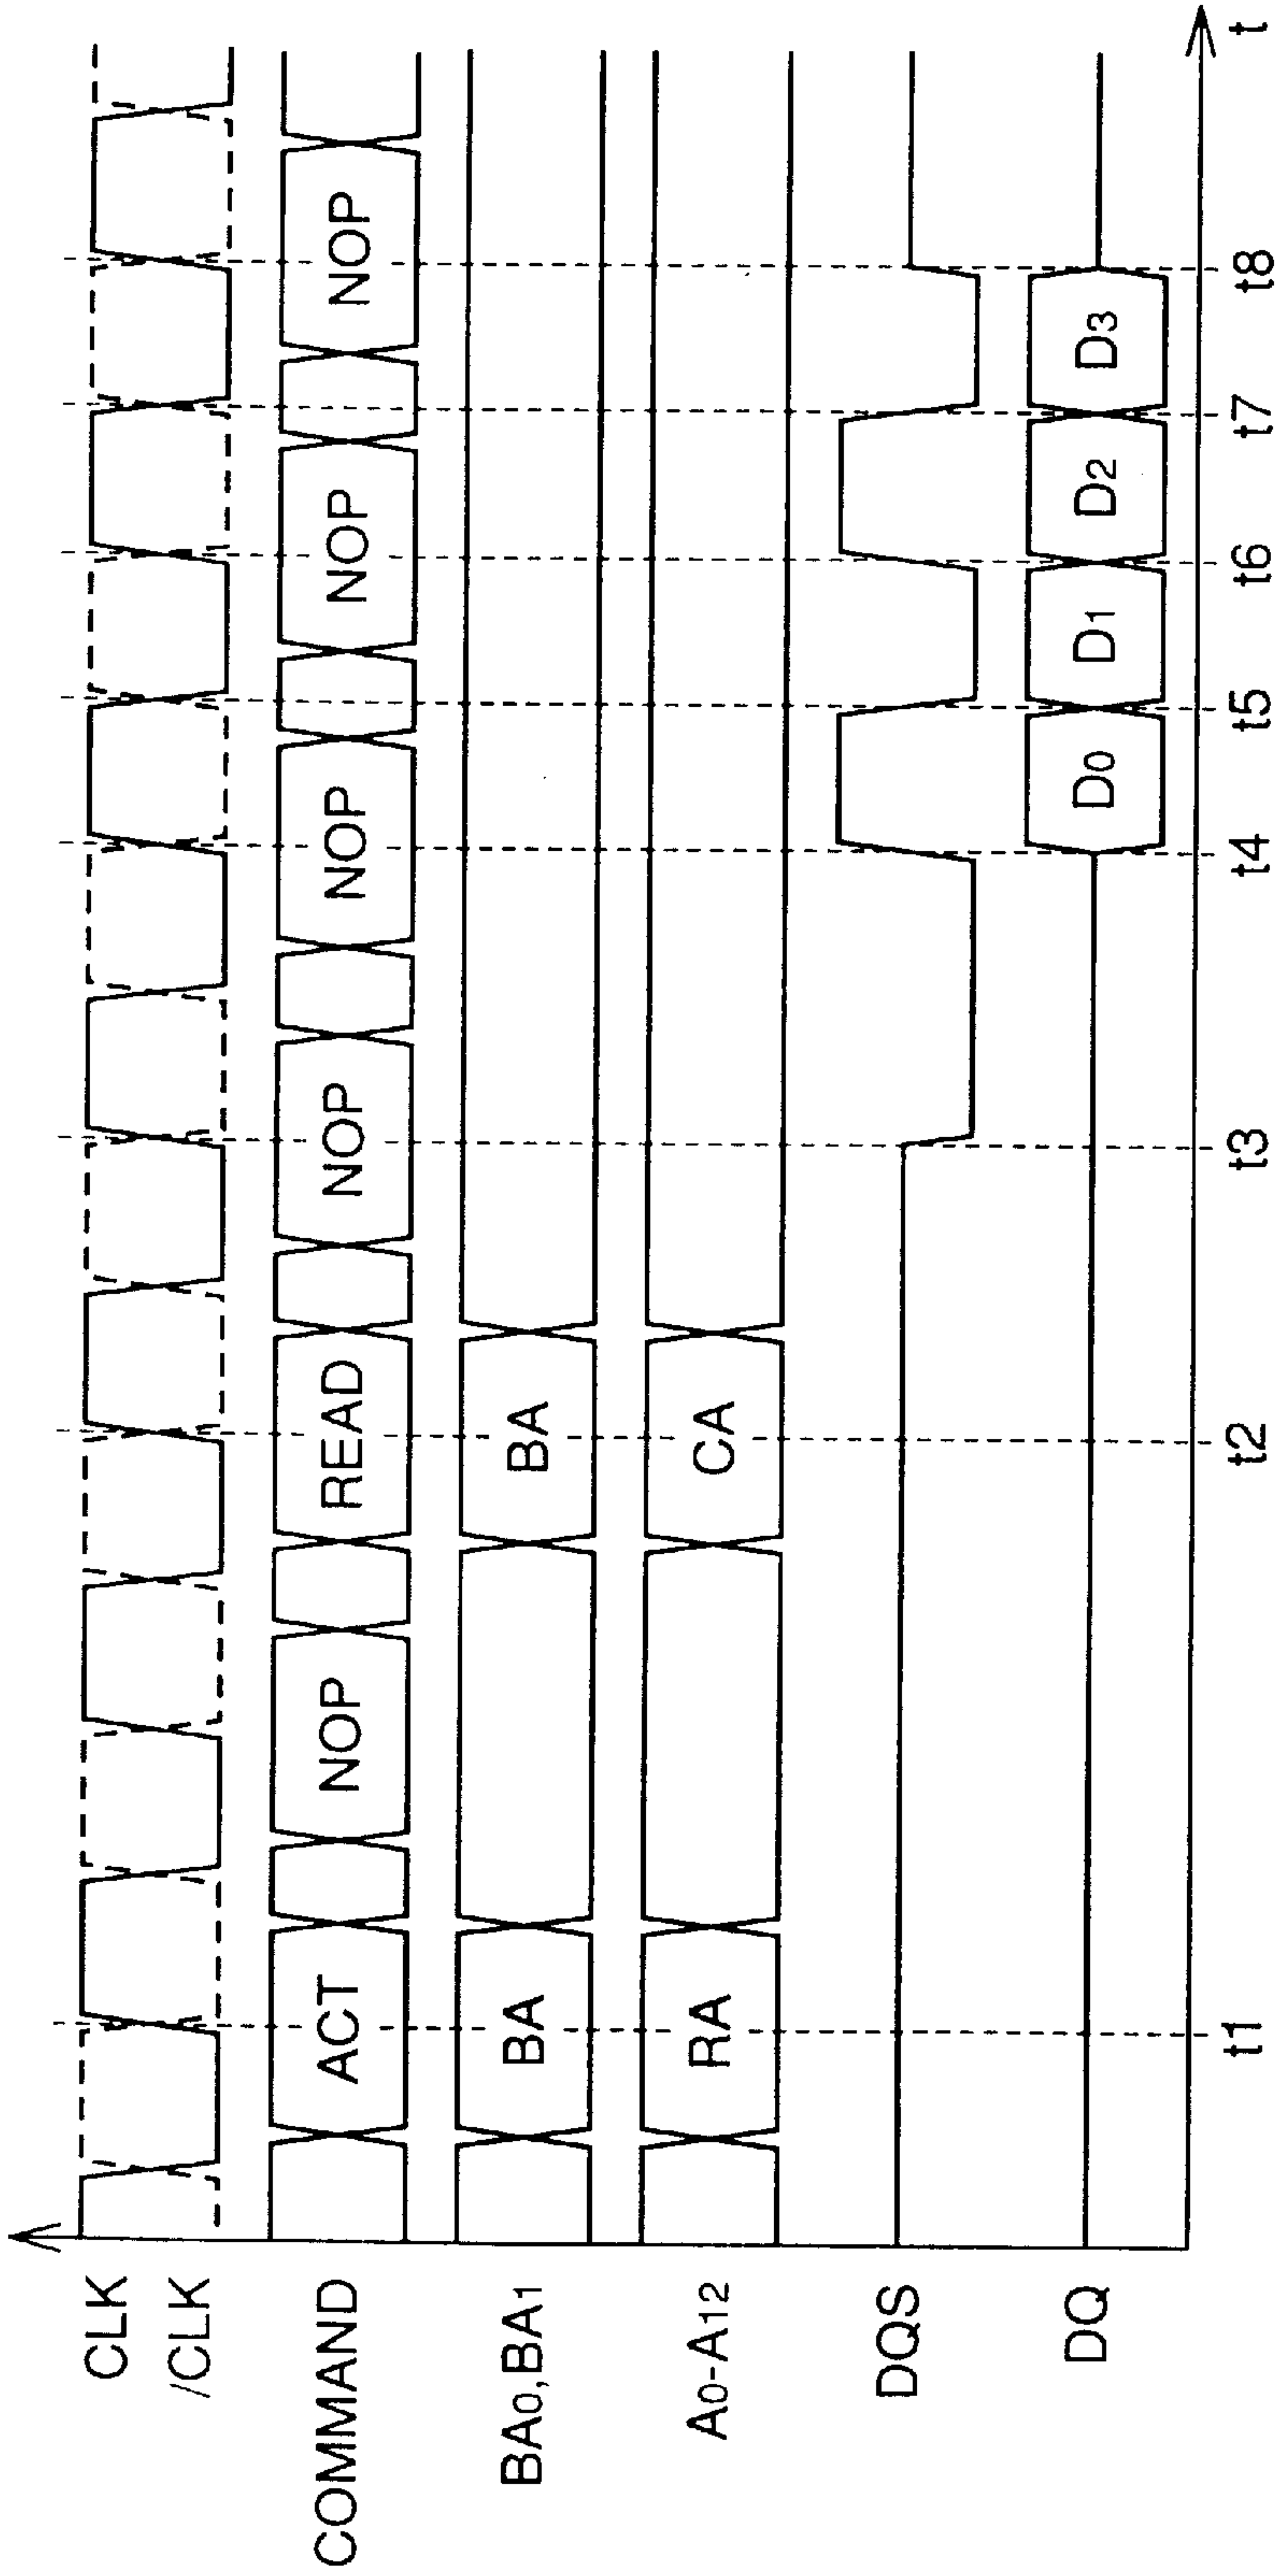 CLK
/CLK
COMMAND ACT NOP READ NOP NOP NOP NOP
BA0,BA1 BA BA
A0-A12 RA CA
DQS
DQ D0 D1 D2 D3
t1 t2 t3 t4 t5 t6 t7 t8 t